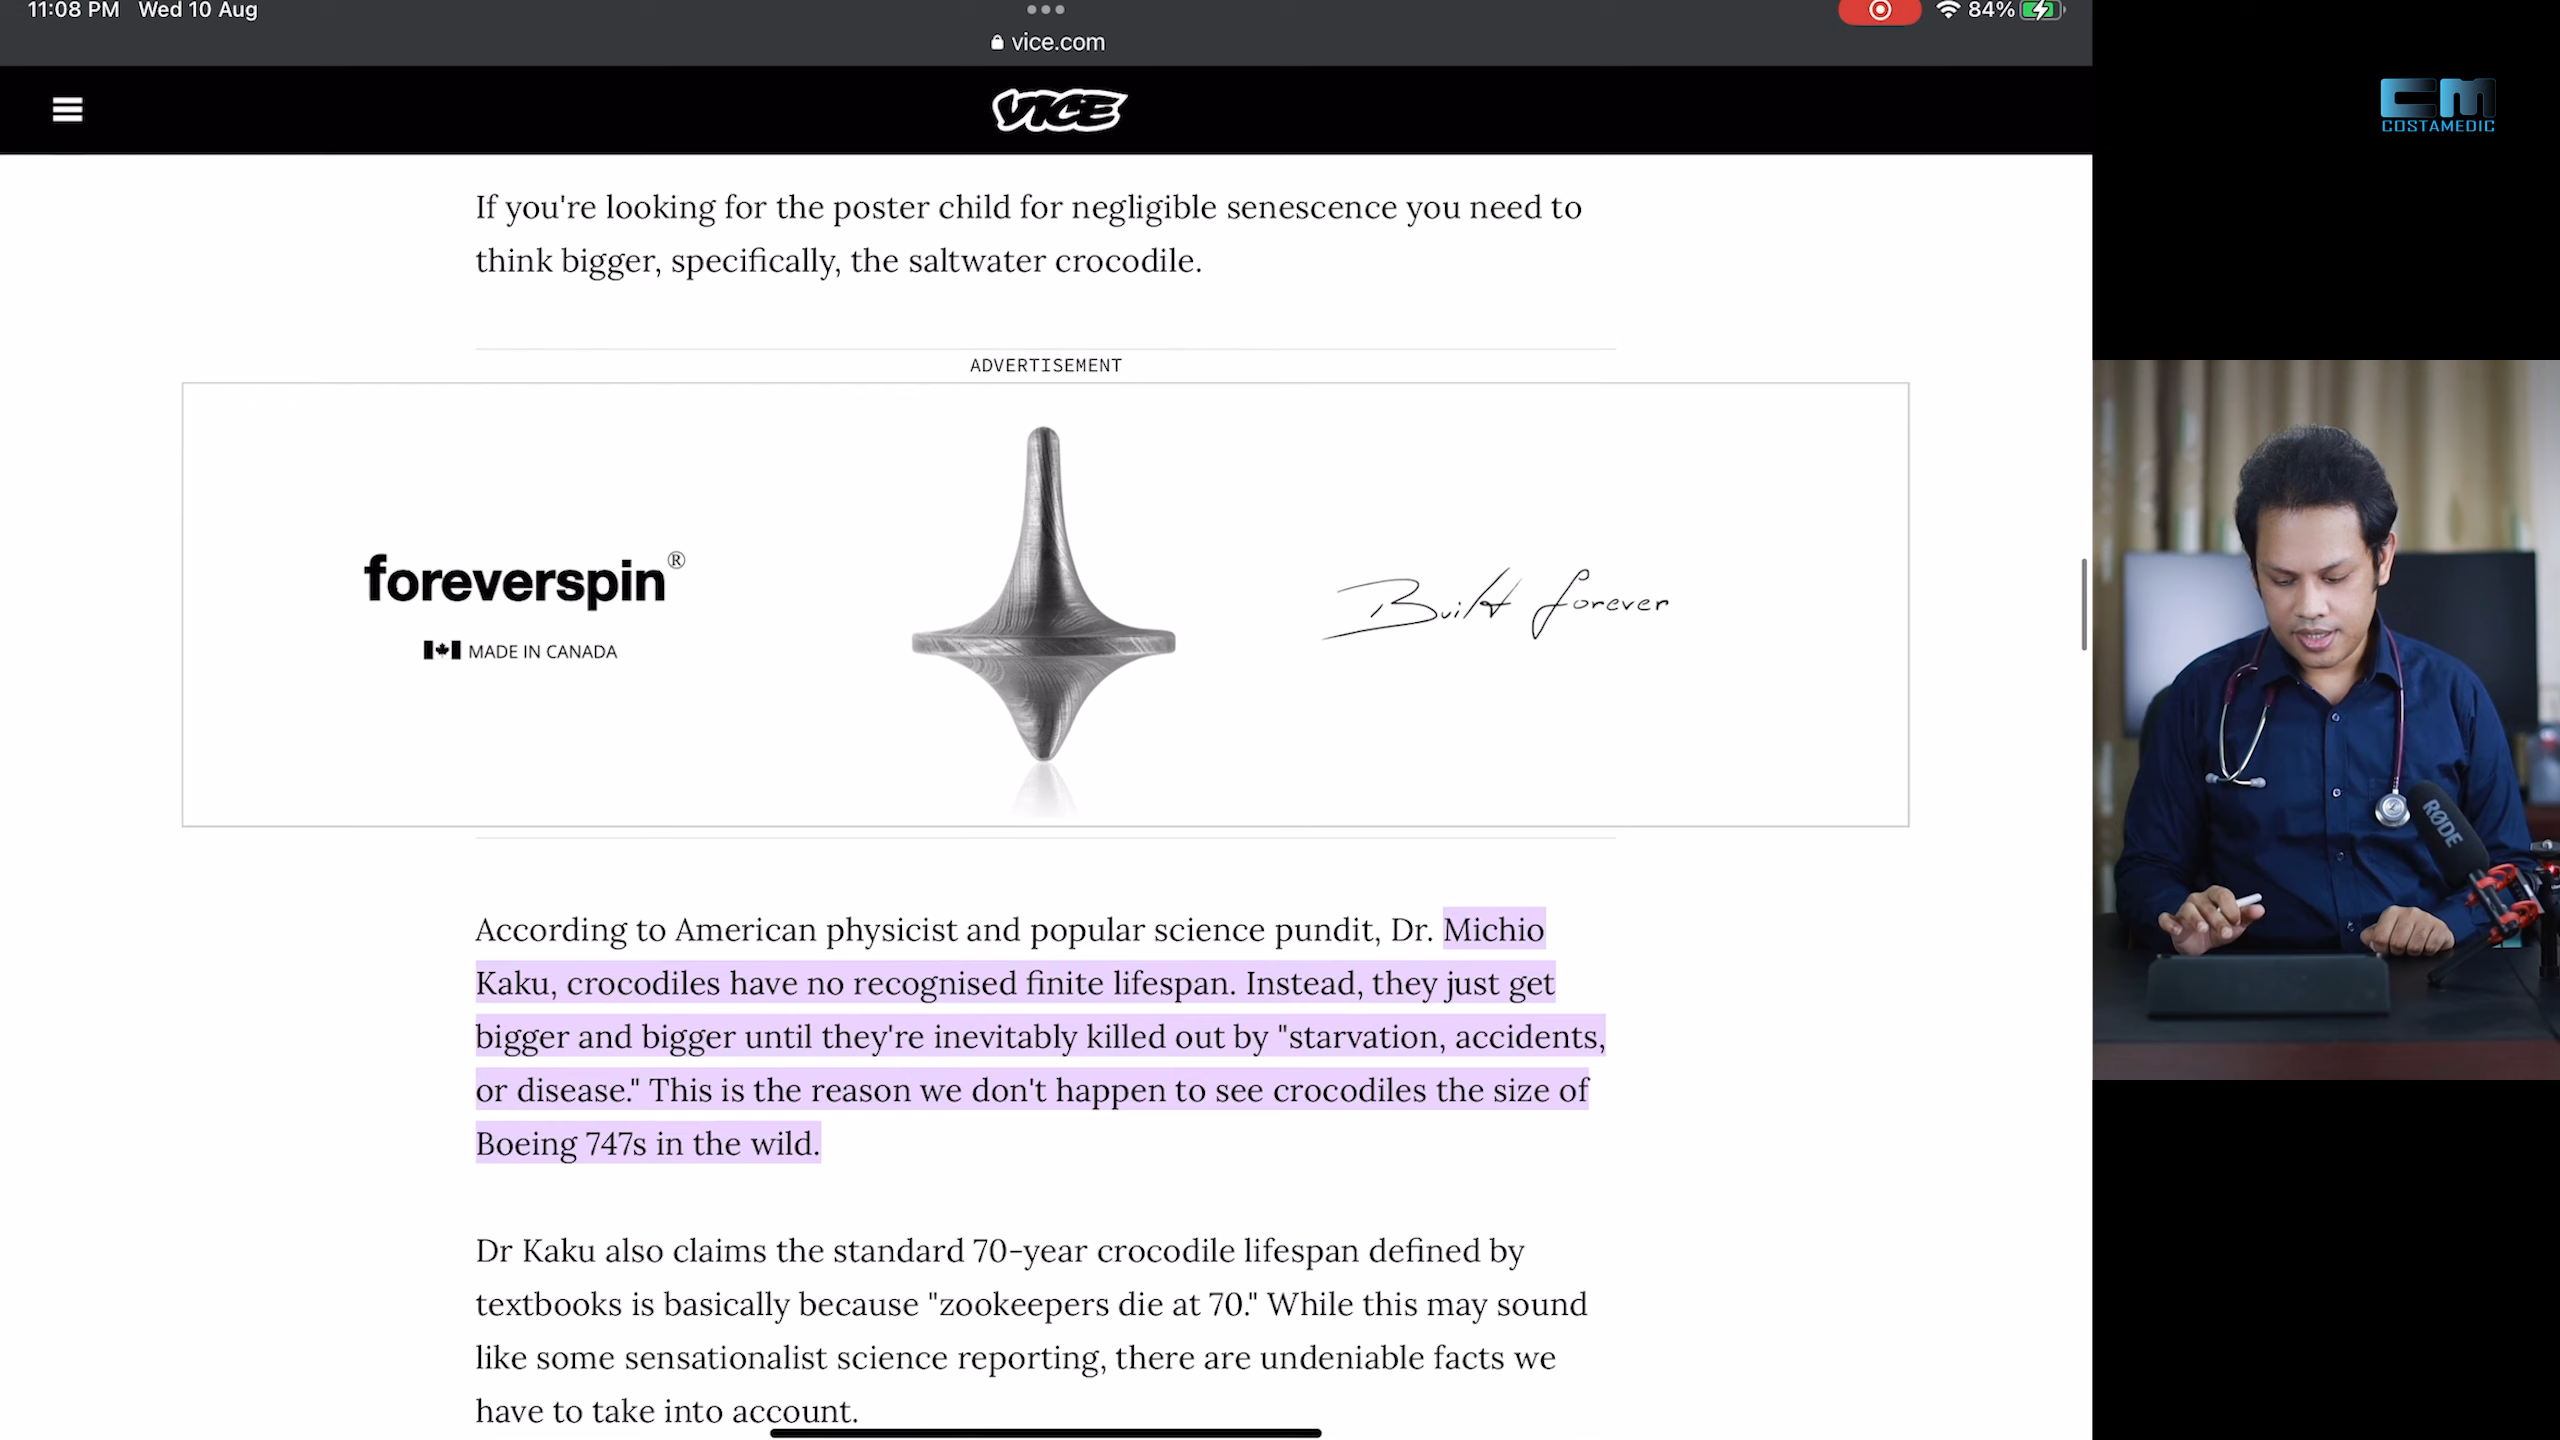 11:08 PM Wed 10 Aug
84%
vice.com
VICE
CM
COSTAMEDIC
If you're looking for the poster child for negligible senescence you need to
think bigger, specifically, the saltwater crocodile.
ADVERTISEMENT
foreverspin®
MADE IN CANADA
Built forever
RØDE
According to American physicist and popular science pundit, Dr. Michio
Kaku, crocodiles have no recognised finite lifespan. Instead, they just get
bigger and bigger until they're inevitably killed out by "starvation, accidents,
or disease." This is the reason we don't happen to see crocodiles the size of
Boeing 747s in the wild.
Dr Kaku also claims the standard 70-year crocodile lifespan defined by
textbooks is basically because "zookeepers die at 70." While this may sound
like some sensationalist science reporting, there are undeniable facts we
have to take into account.